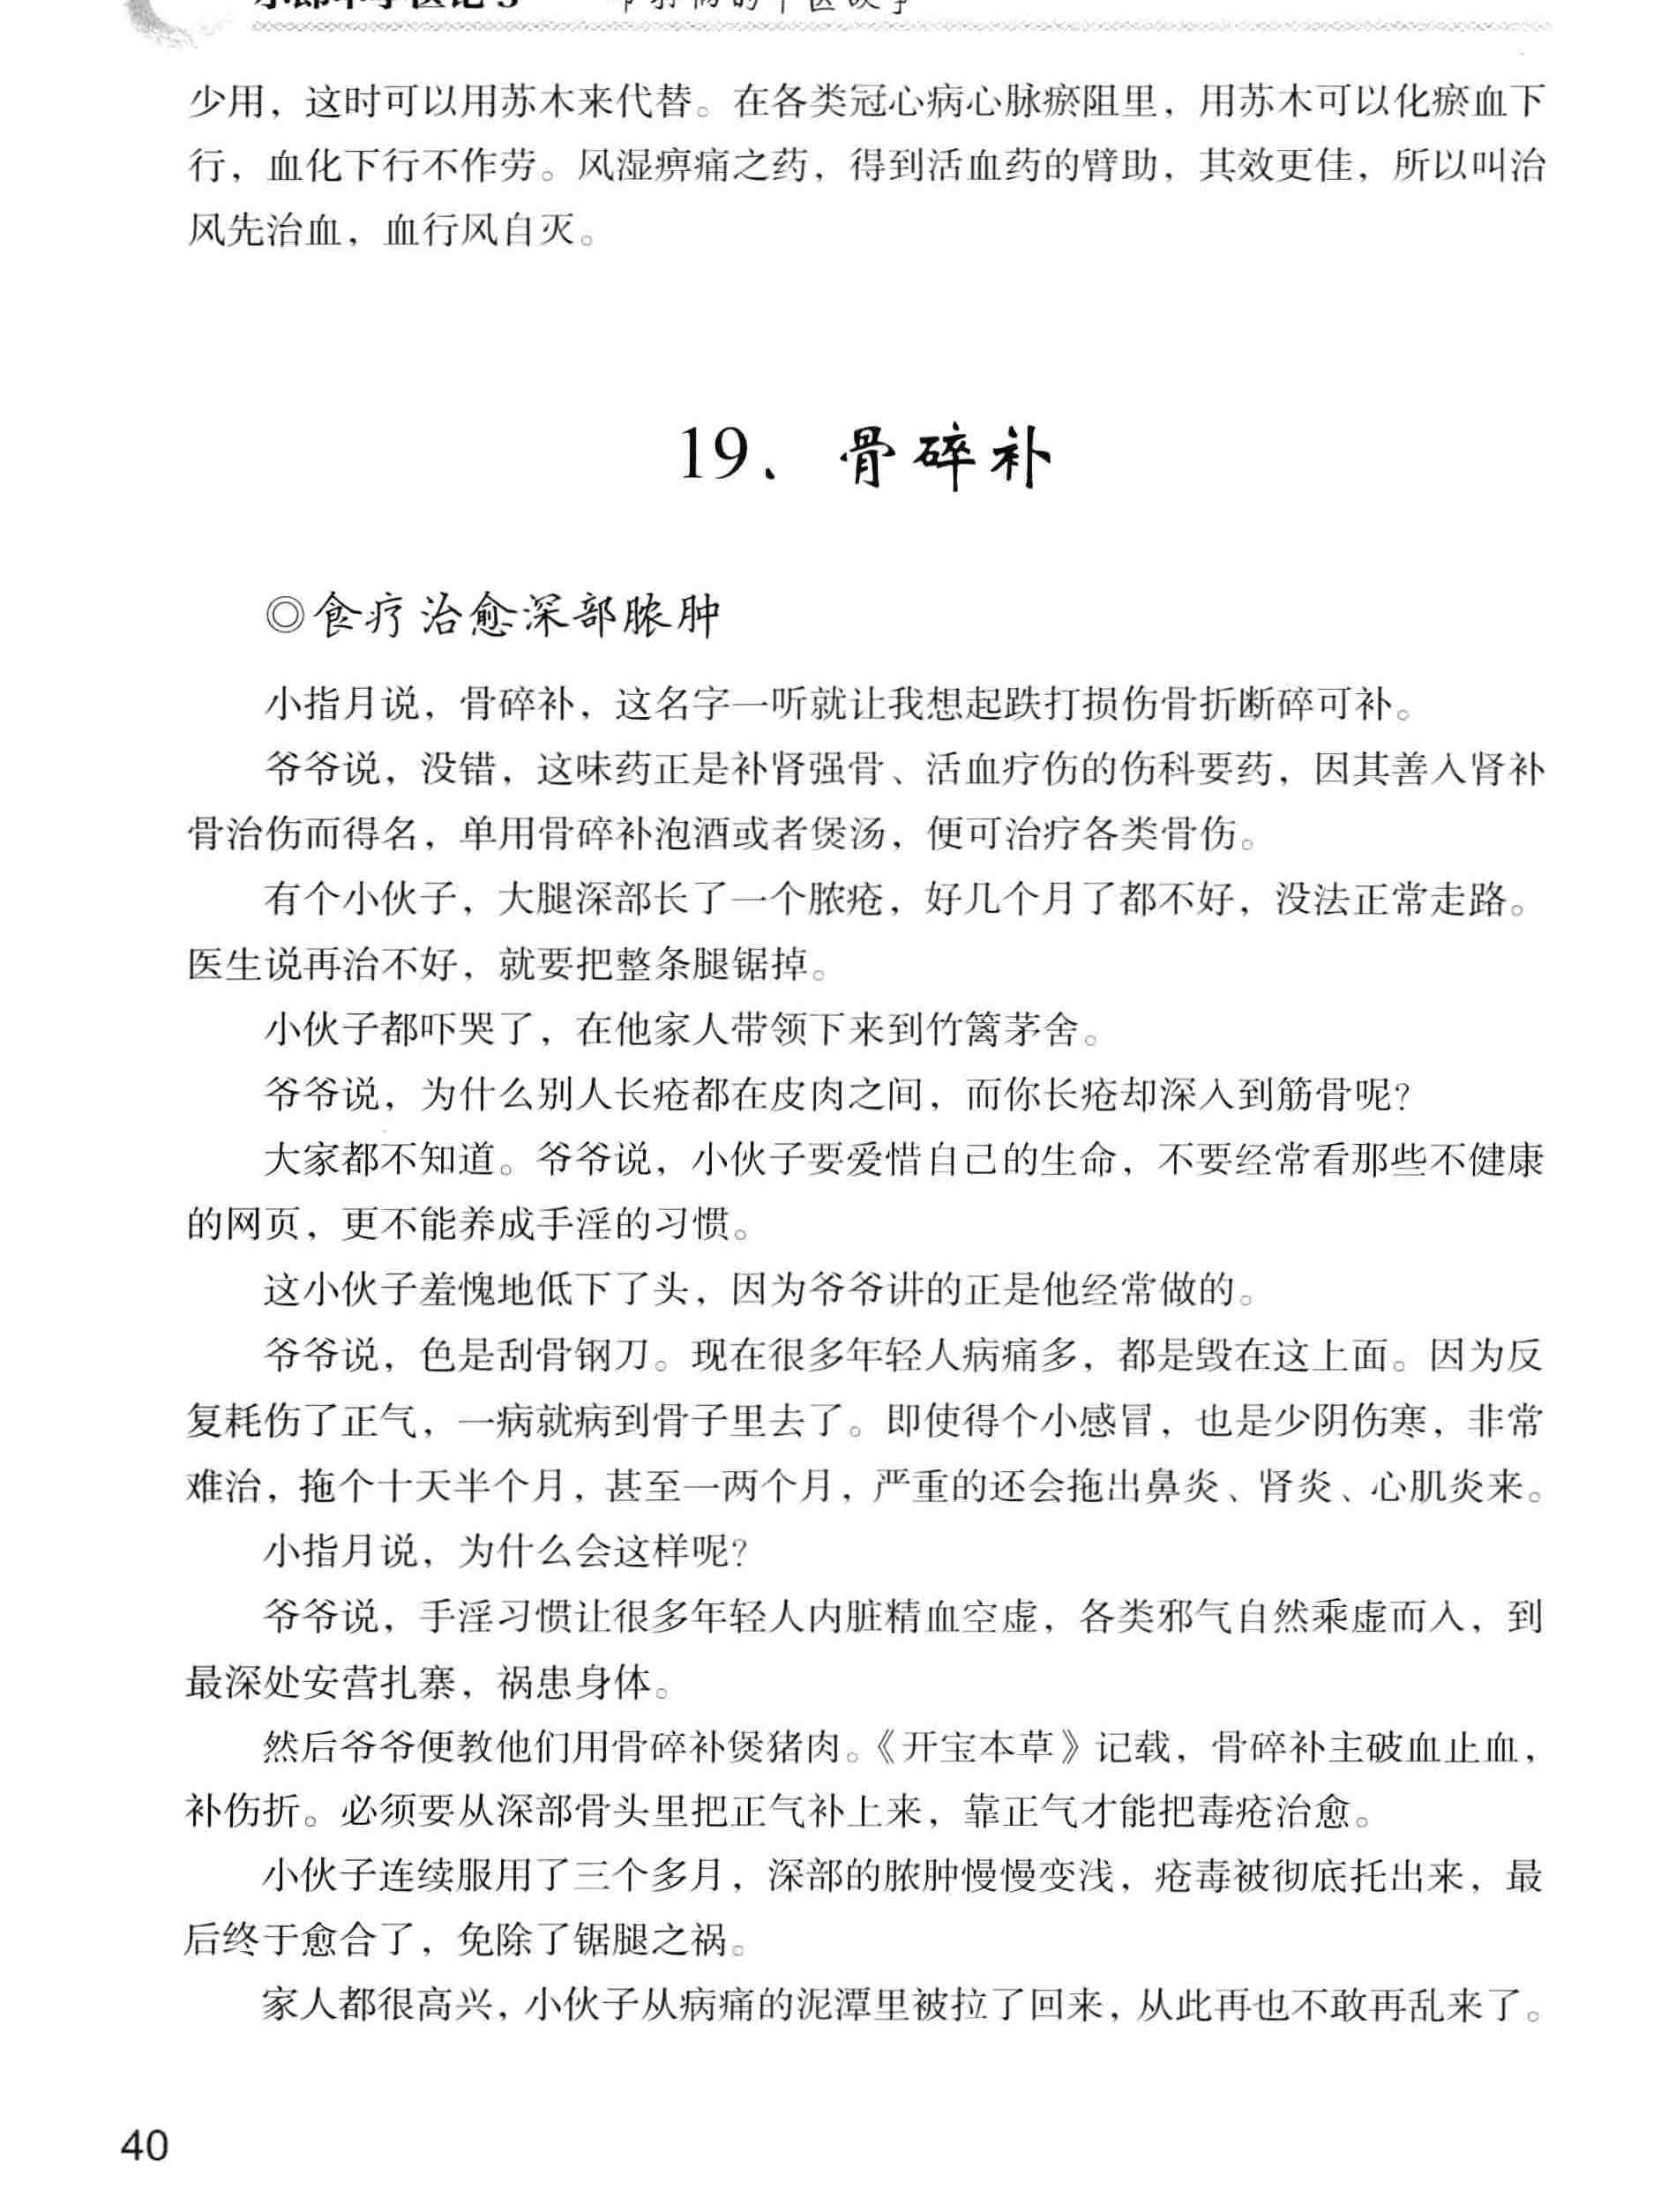 少用，这时可以用苏木来代替。在各类冠心病心脉瘀阻里，用苏木可以化瘀血下
行，血化下行不作劳。风湿痹痛之药，得到活血药的臂助，其效更佳，所以叫治
风先治血，血行风自灭。
19、骨碎补
◎食疗治愈深部脓肿
小指月说，骨碎补，这名字一听就让我想起跌打损伤骨折断碎可补。
爷爷说，没错，这味药正是补肾强骨、活血疗伤的伤科要药，因其善入肾补
骨治伤而得名，单用骨碎补泡酒或者煲汤，便可治疗各类骨伤。
有个小伙子，大腿深部长了一个脓疮，好几个月了都不好，没法正常走路。
医生说再治不好，就要把整条腿锯掉。
小伙子都吓哭了，在他家人带领下来到竹篱茅舍。
爷爷说，为什么别人长疮都在皮肉之间，而你长疮却深入到筋骨呢？
大家都不知道。爷爷说，小伙子要爱惜自己的生命，不要经常看那些不健康
的网页，更不能养成手淫的习惯。
这小伙子羞愧地低下了头，因为爷爷讲的正是他经常做的。
爷爷说，色是刮骨钢刀。现在很多年轻人病痛多，都是毁在这上面。因为反
复耗伤了正气，一病就病到骨子里去了。即使得个小感冒，也是少阴伤寒，非常
难治，拖个十天半个月，甚至一两个月，严重的还会拖出鼻炎、肾炎、心肌炎来。
小指月说，为什么会这样呢？
爷爷说，手淫习惯让很多年轻人内脏精血空虚，各类邪气自然乘虚而入，到
最深处安营扎寨，祸患身体。
然后爷爷便教他们用骨碎补煲猪肉。《开宝本草》记载，骨碎补主破血止血，
补伤折。必须要从深部骨头里把正气补上来，靠正气才能把毒疮治愈。
小伙子连续服用了三个多月，深部的脓肿慢慢变浅，疮毒被彻底托出来，最
后终于愈合了，免除了锯腿之祸。
家人都很高兴，小伙子从病痛的泥潭里被拉了回来，从此再也不敢再乱来了。
40